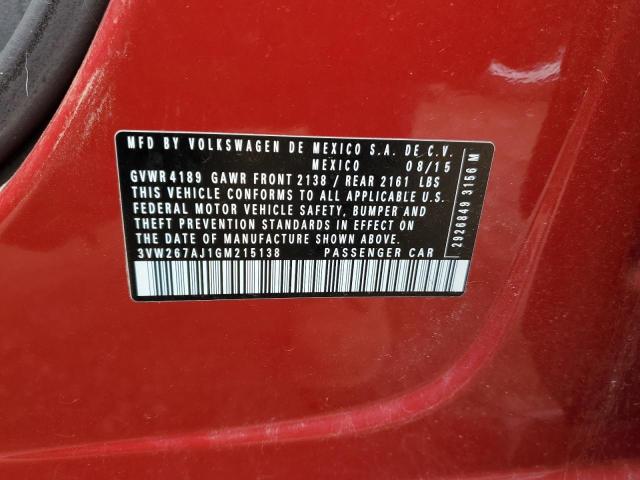 MFD BY VOLKSWAGEN DE MEXICO S.A. DE C.V.
MEXICO 08/15
GVWR 4189 GAWR FRONT 2138 / REAR 2161 LBS
THIS VEHICLE CONFORMS TO ALL APPLICABLE U.S.
FEDERAL MOTOR VEHICLE SAFETY, BUMPER AND
THEFT PREVENTION STANDARDS IN EFFECT ON
THE DATE OF MANUFACTURE SHOWN ABOVE.
3VW267AJ1GM215138 PASSENGER CAR
2926849 3156 M